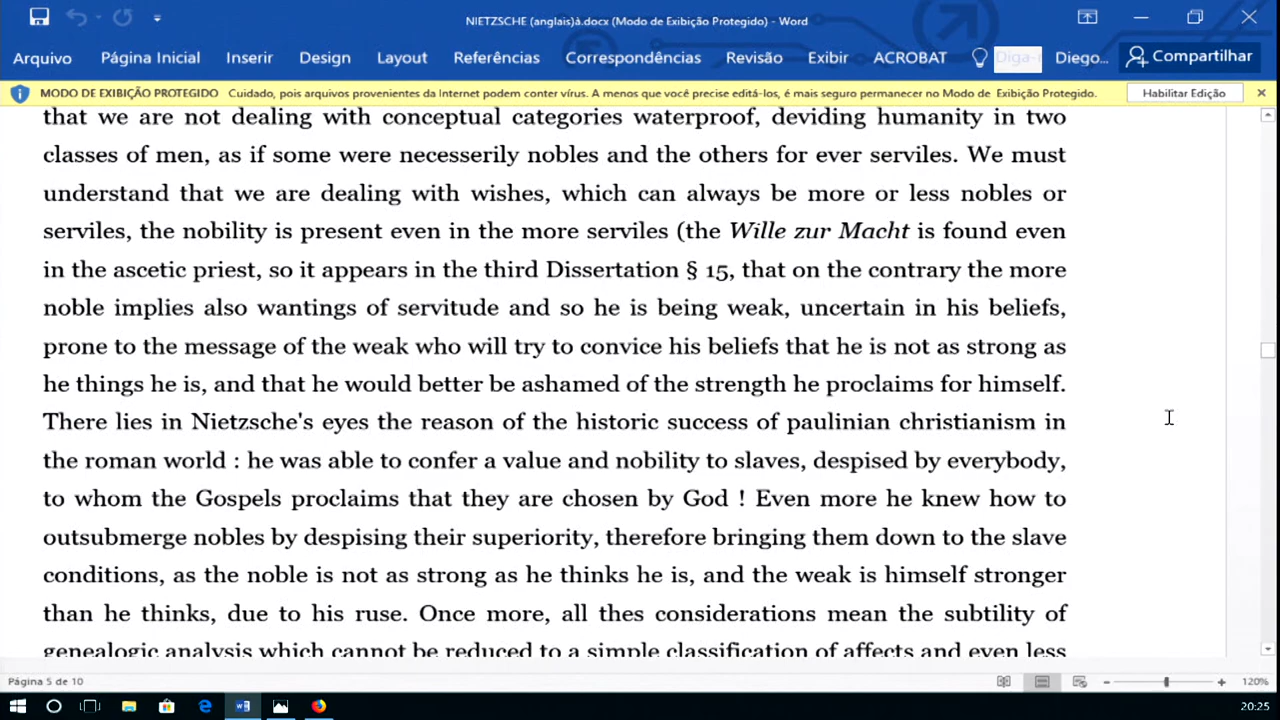 NIETZSCHE (anglais)à.docx (Modo de Exibição Protegido) - Word
Arquivo Página Inicial Inserir Design Layout Referências Correspondências Revisão Exibir ACROBAT Diga- Diego... Compartilhar
MODO DE EXIBIÇÃO PROTEGIDO Cuidado, pois arquivos provenientes da Internet podem conter vírus. A menos que você precise editá-los, é mais seguro permanecer no Modo de Exibição Protegido. Habilitar Edição
that we are not dealing with conceptual categories waterproof, deviding humanity in two
classes of men, as if some were necesserily nobles and the others for ever serviles. We must
understand that we are dealing with wishes, which can always be more or less nobles or
serviles, the nobility is present even in the more serviles (the Wille zur Macht is found even
in the ascetic priest, so it appears in the third Dissertation § 15, that on the contrary the more
noble implies also wantings of servitude and so he is being weak, uncertain in his beliefs,
prone to the message of the weak who will try to convice his beliefs that he is not as strong as
he things he is, and that he would better be ashamed of the strength he proclaims for himself.
There lies in Nietzsche's eyes the reason of the historic success of paulinian christianism in
the roman world : he was able to confer a value and nobility to slaves, despised by everybody,
to whom the Gospels proclaims that they are chosen by God ! Even more he knew how to
outsubmerge nobles by despising their superiority, therefore bringing them down to the slave
conditions, as the noble is not as strong as he thinks he is, and the weak is himself stronger
than he thinks, due to his ruse. Once more, all thes considerations mean the subtility of
genealogic analysis which cannot be reduced to a simple classification of affects and even less
Página 5 de 10 120%
20:25